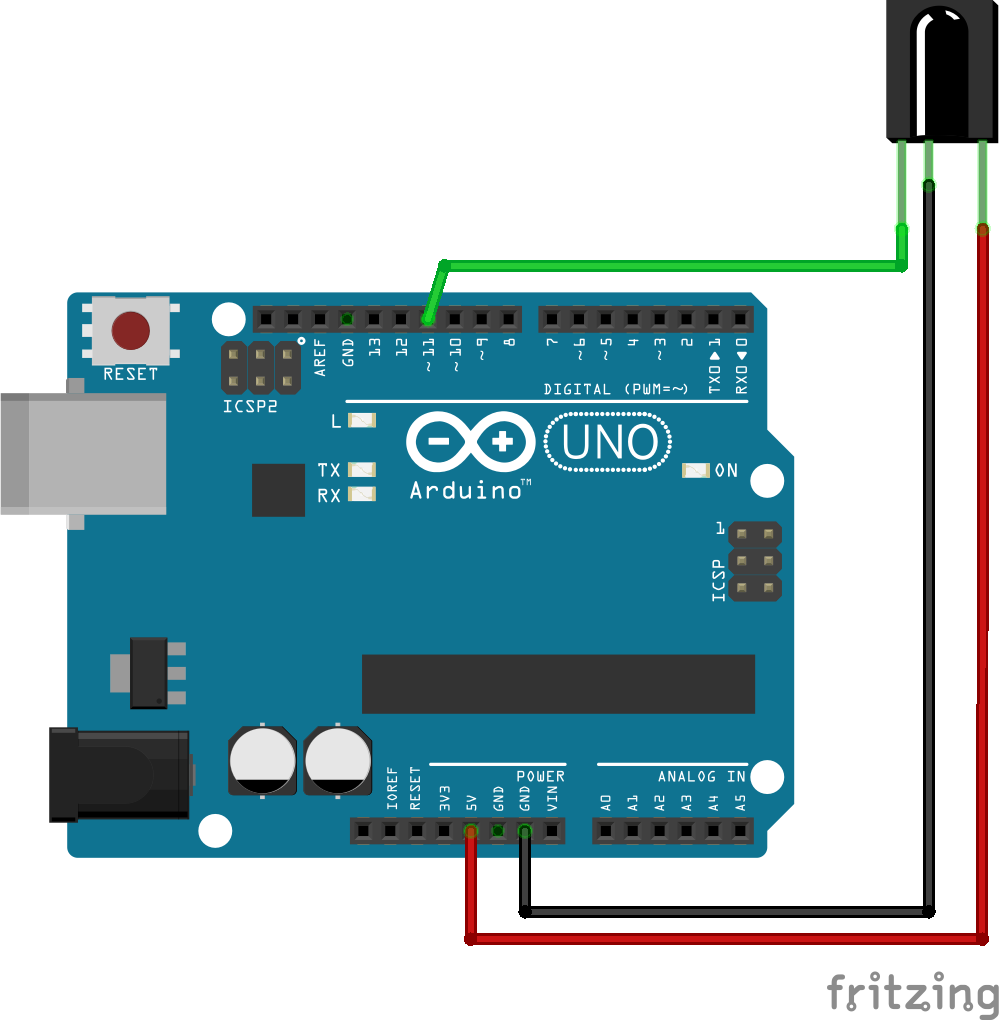 RESET
AREF
GND
13
12
~11
~10
~9
8
7
~6
~5
4
~3
2
TX0▶1
RX0◀0
ICSP2
DIGITAL (PWM=~)
L
TX
RX
UNO
Arduino™
ON
1
ICSP
POWER
ANALOG IN
IOREF
RESET
3V3
5V
GND
GND
VIN
A0
A1
A2
A3
A4
A5
fritzing